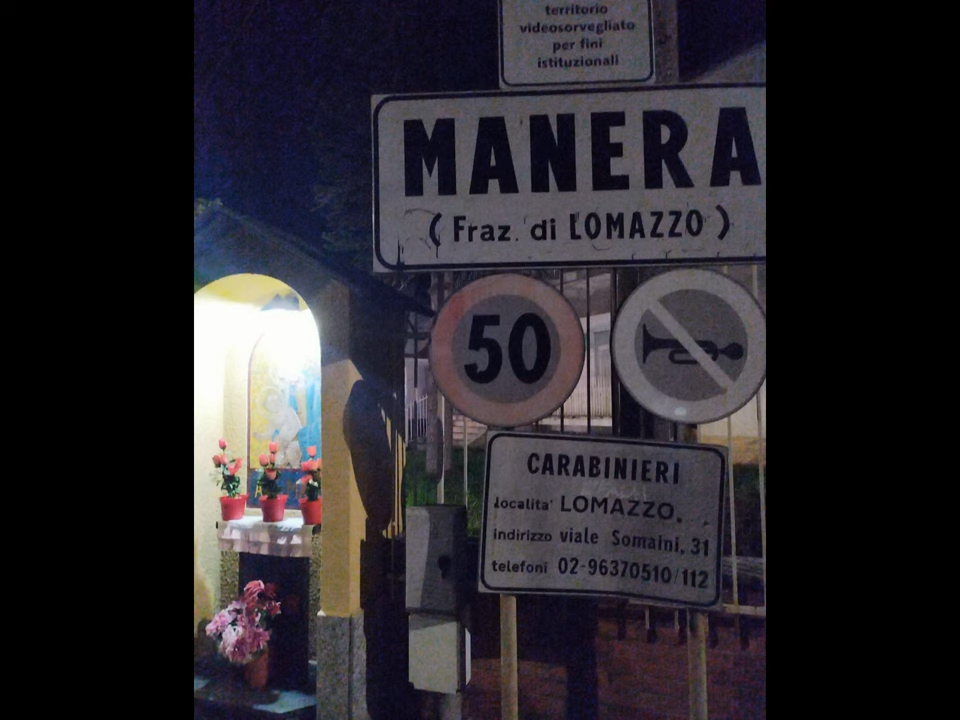 territorio
videosorvegliato
per fini
istituzionali
MANERA
( Fraz. di LOMAZZO )
50
CARABINIERI
localita' LOMAZZO.
indirizzo viale Somaini, 31
telefoni 02-96370510/112